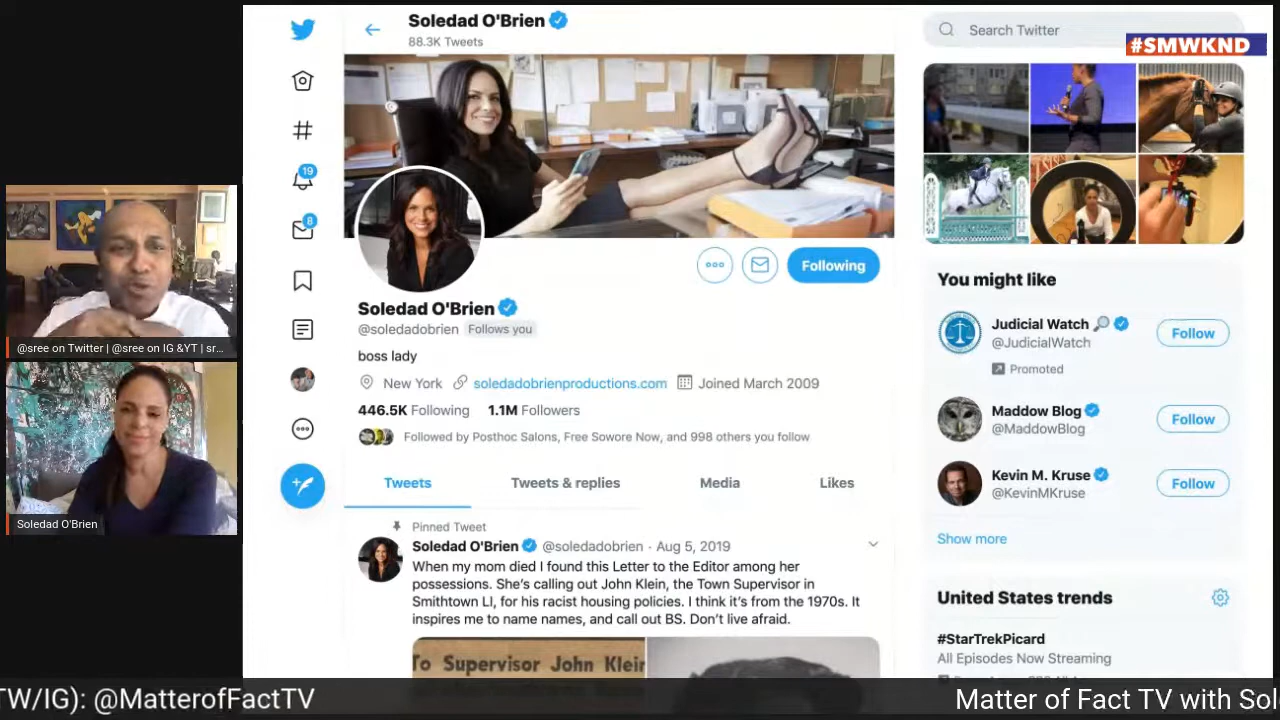 Soledad O'Brien
88.3K Tweets
Search Twitter
#SMWKND
19
8
Following
Soledad O'Brien
@soledadobrien Follows you
boss lady
New York soledadobrienproductions.com Joined March 2009
446.5K Following 1.1M Followers
Followed by Posthoc Salons, Free Sowore Now, and 998 others you follow
Tweets Tweets & replies Media Likes
Pinned Tweet
Soledad O'Brien @soledadobrien · Aug 5, 2019
When my mom died I found this Letter to the Editor among her
possessions. She's calling out John Klein, the Town Supervisor in
Smithtown LI, for his racist housing policies. I think it's from the 1970s. It
inspires me to name names, and call out BS. Don't live afraid.
To Supervisor John Klein
You might like
Judicial Watch
@JudicialWatch
Follow
Promoted
Maddow Blog
@MaddowBlog
Follow
Kevin M. Kruse
@KevinMKruse
Follow
Show more
United States trends
#StarTrekPicard
All Episodes Now Streaming
@sree on Twitter | @sree on IG &YT | sr...
Soledad O'Brien
TW/IG): @MatterofFactTV
Matter of Fact TV with Sol